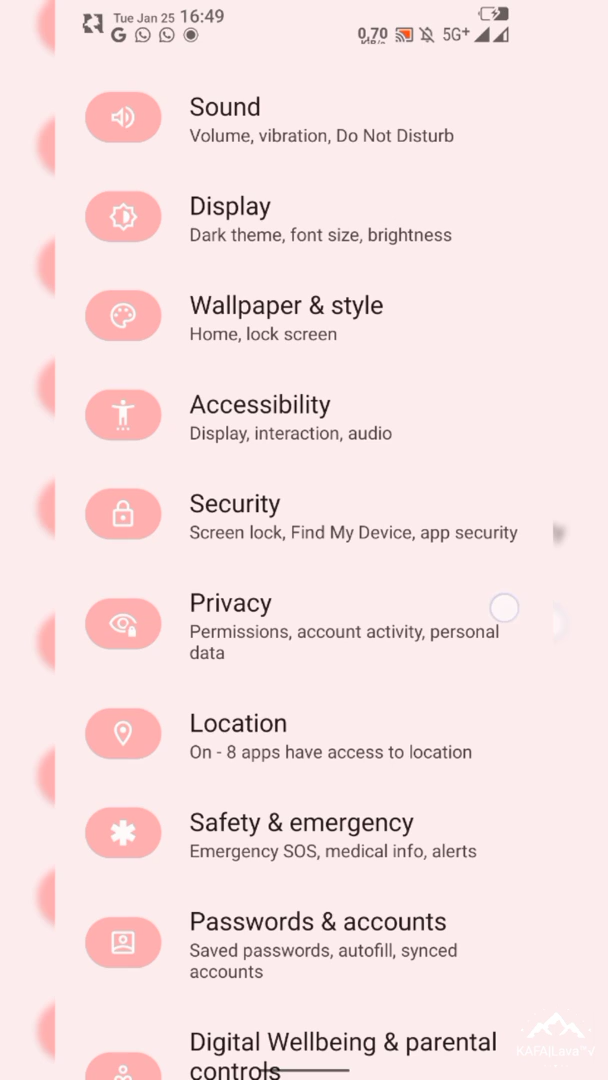 Tue Jan 25 16:49
0,70
5G+
Sound
Volume, vibration, Do Not Disturb
Display
Dark theme, font size, brightness
Wallpaper & style
Home, lock screen
Accessibility
Display, interaction, audio
Security
Screen lock, Find My Device, app security
Privacy
Permissions, account activity, personal
data
Location
On - 8 apps have access to location
Safety & emergency
Emergency SOS, medical info, alerts
Passwords & accounts
Saved passwords, autofill, synced
accounts
Digital Wellbeing & parental
controls